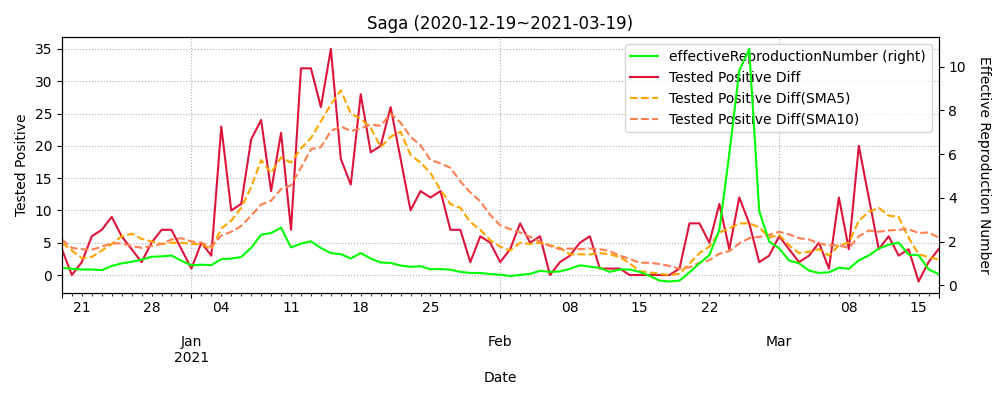 Saga (2020-12-19~2021-03-19)
effectiveReproductionNumber (right)
Tested Positive Diff
Tested Positive Diff(SMA5)
Tested Positive Diff(SMA10)
Tested Positive
35
30
25
20
15
10
5
0
Effective Reproduction Number
10
8
6
4
2
0
21 28 04 11 18 25 08 15 22 08 15
Jan Feb Mar
2021
Date